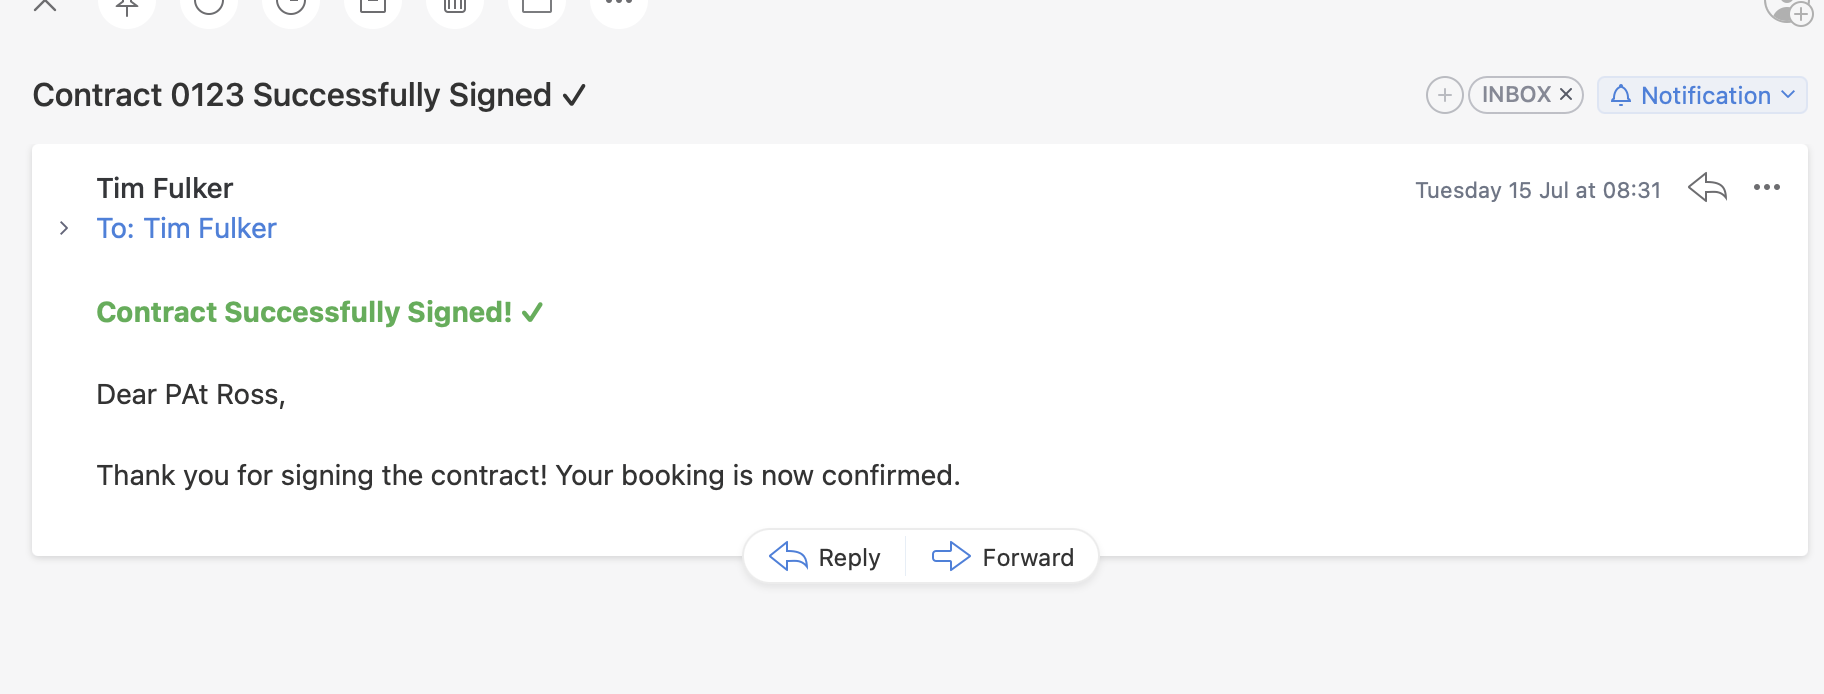 Contract 0123 Successfully Signed ✓
INBOX ×
Notification
Tim Fulker
Tuesday 15 Jul at 08:31
To: Tim Fulker
Contract Successfully Signed! ✓
Dear PAt Ross,
Thank you for signing the contract! Your booking is now confirmed.
Reply
Forward